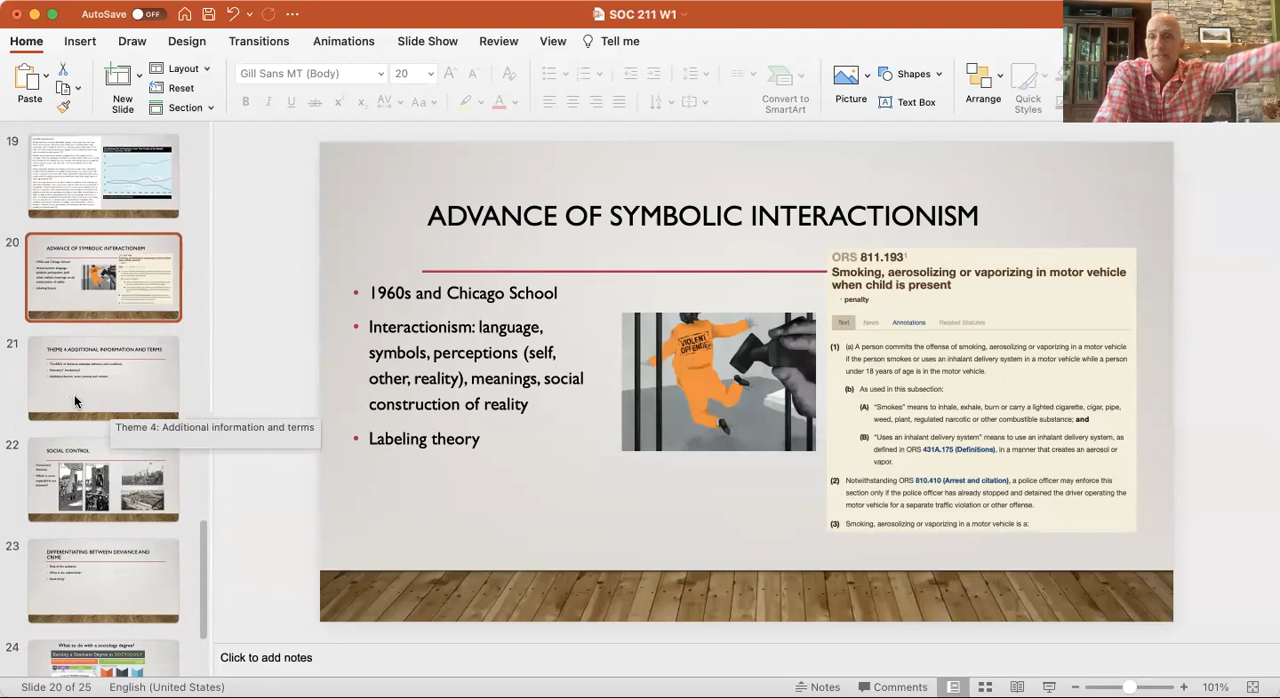 AutoSave OFF
SOC 211 W1
Home Insert Draw Design Transitions Animations Slide Show Review View Tell me
Paste
New
Slide
Layout
Reset
Section
Gill Sans MT (Body) 20
Convert to
SmartArt
Picture
Shapes
Text Box
Arrange
Quick
Styles
19
20
ADVANCE OF SYMBOLIC INTERACTIONISM
21
THEME 4: ADDITIONAL INFORMATION AND TERMS
Theme 4: Additional information and terms
22
SOCIAL CONTROL
23
DIFFERENTIATING BETWEEN DEVIANCE AND
CRIME
24
What to do with a sociology degree?
ADVANCE OF SYMBOLIC INTERACTIONISM
• 1960s and Chicago School
• Interactionism: language,
symbols, perceptions (self,
other, reality), meanings, social
construction of reality
• Labeling theory
VIOLENT
OFFENDER
ORS 811.193¹
Smoking, aerosolizing or vaporizing in motor vehicle
when child is present
· penalty
Text News Annotations Related Statutes
(1) (a) A person commits the offense of smoking, aerosolizing or vaporizing in a motor vehicle
if the person smokes or uses an inhalant delivery system in a motor vehicle while a person
under 18 years of age is in the motor vehicle.
(b) As used in this subsection:
(A) “Smokes” means to inhale, exhale, burn or carry a lighted cigarette, cigar, pipe,
weed, plant, regulated narcotic or other combustible substance; and
(B) “Uses an inhalant delivery system” means to use an inhalant delivery system, as
defined in ORS 431A.175 (Definitions), in a manner that creates an aerosol or
vapor.
(2) Notwithstanding ORS 810.410 (Arrest and citation), a police officer may enforce this
section only if the police officer has already stopped and detained the driver operating the
motor vehicle for a separate traffic violation or other offense.
(3) Smoking, aerosolizing or vaporizing in a motor vehicle is a:
Click to add notes
Slide 20 of 25 English (United States) Notes Comments 101%